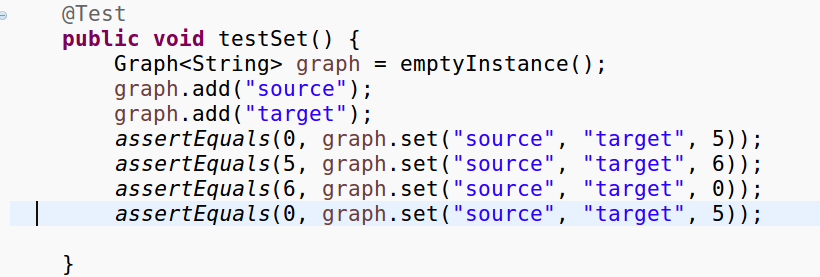 @Test
public void testSet() {
Graph<String> graph = emptyInstance();
graph.add("source");
graph.add("target");
assertEquals(0, graph.set("source", "target", 5));
assertEquals(5, graph.set("source", "target", 6));
assertEquals(6, graph.set("source", "target", 0));
assertEquals(0, graph.set("source", "target", 5));
}